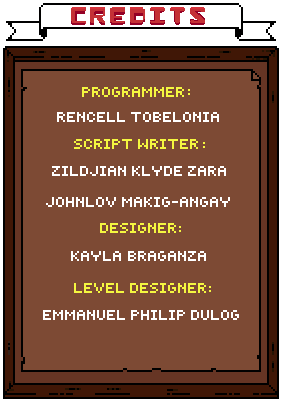 CREDITS
PROGRAMMER:
RENCELL TOBELONIA
SCRIPT WRITER:
ZILDJIAN KLYDE ZARA
JOHNLOV MAKIG-ANGAY
DESIGNER:
KAYLA BRAGANZA
LEVEL DESIGNER:
EMMANUEL PHILIP DULOG